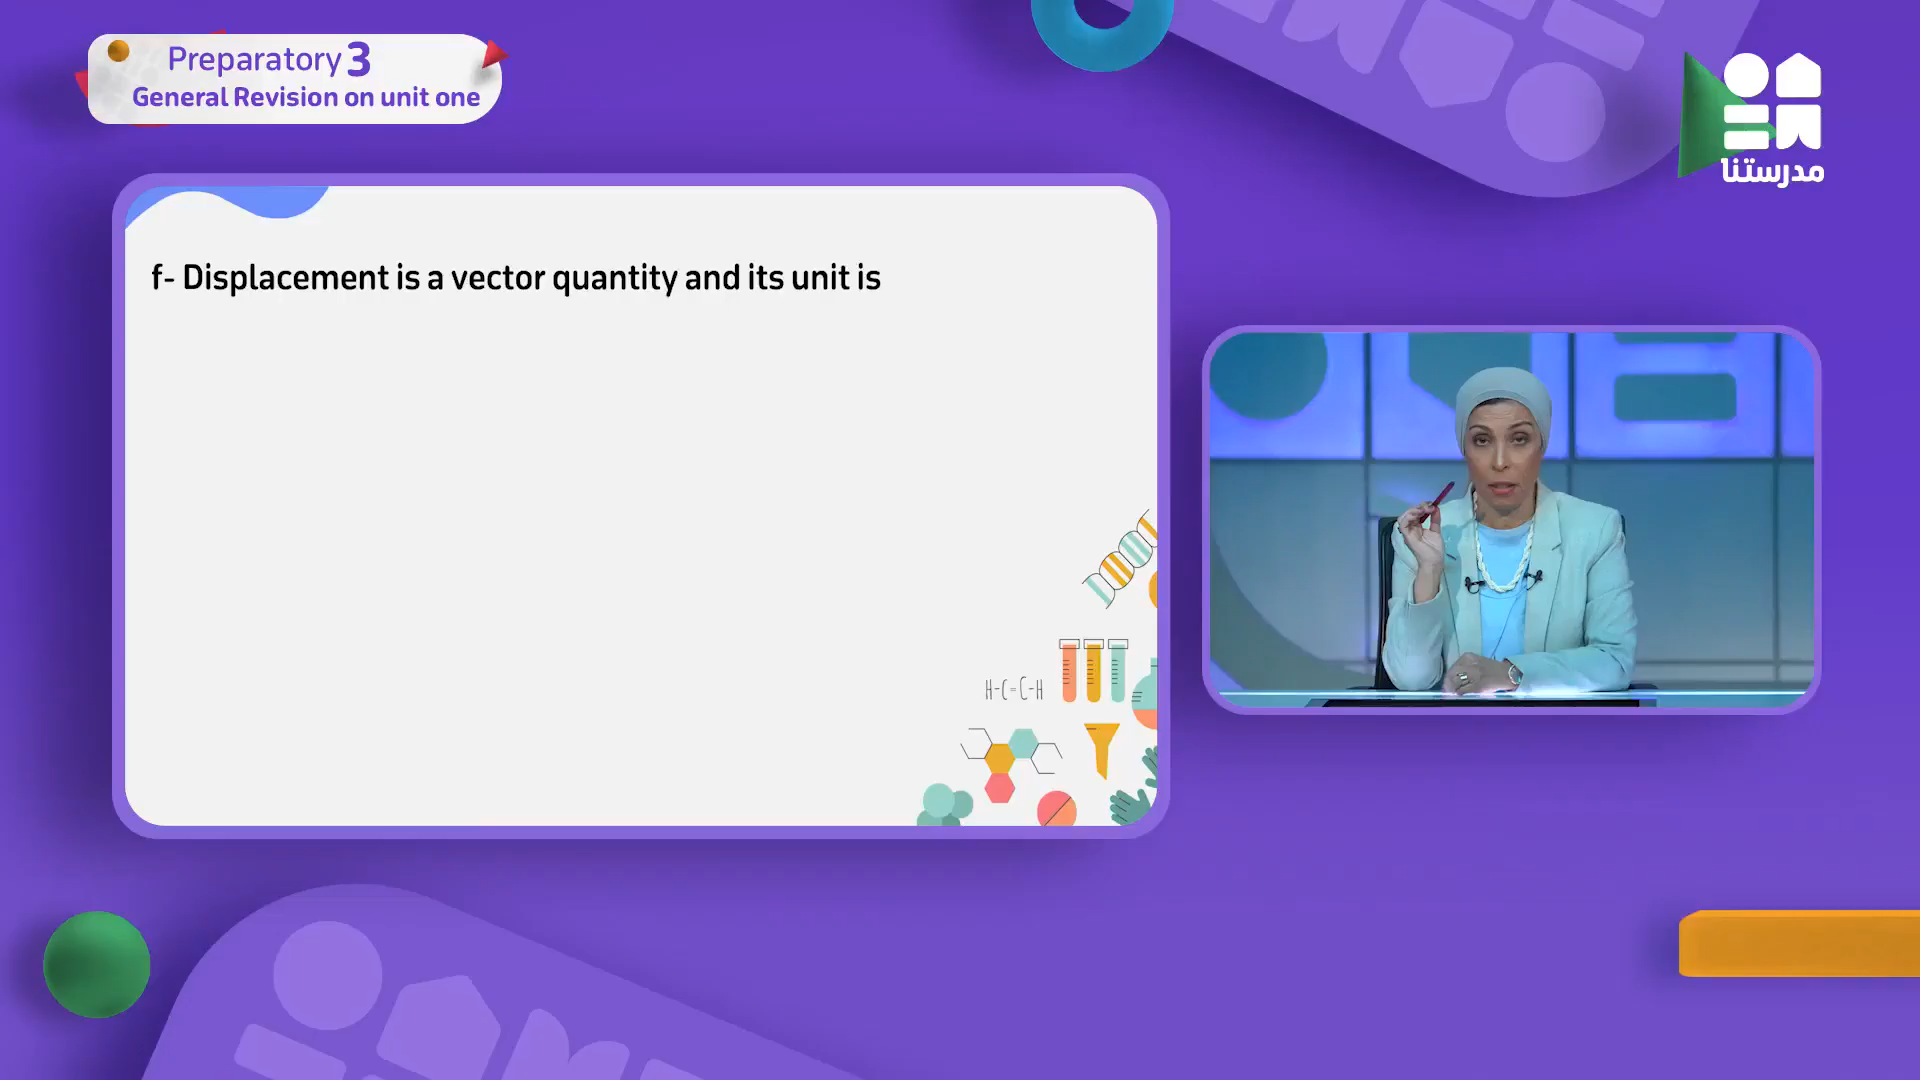 Preparatory 3
General Revision on unit one
مدرستنا
f- Displacement is a vector quantity and its unit is
H-C=C-H